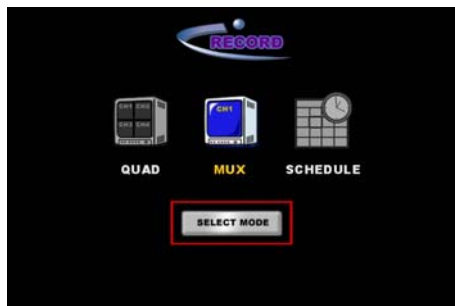 RECORD
CH1 CH2
CH3 CH4
CH1
QUAD MUX SCHEDULE
SELECT MODE